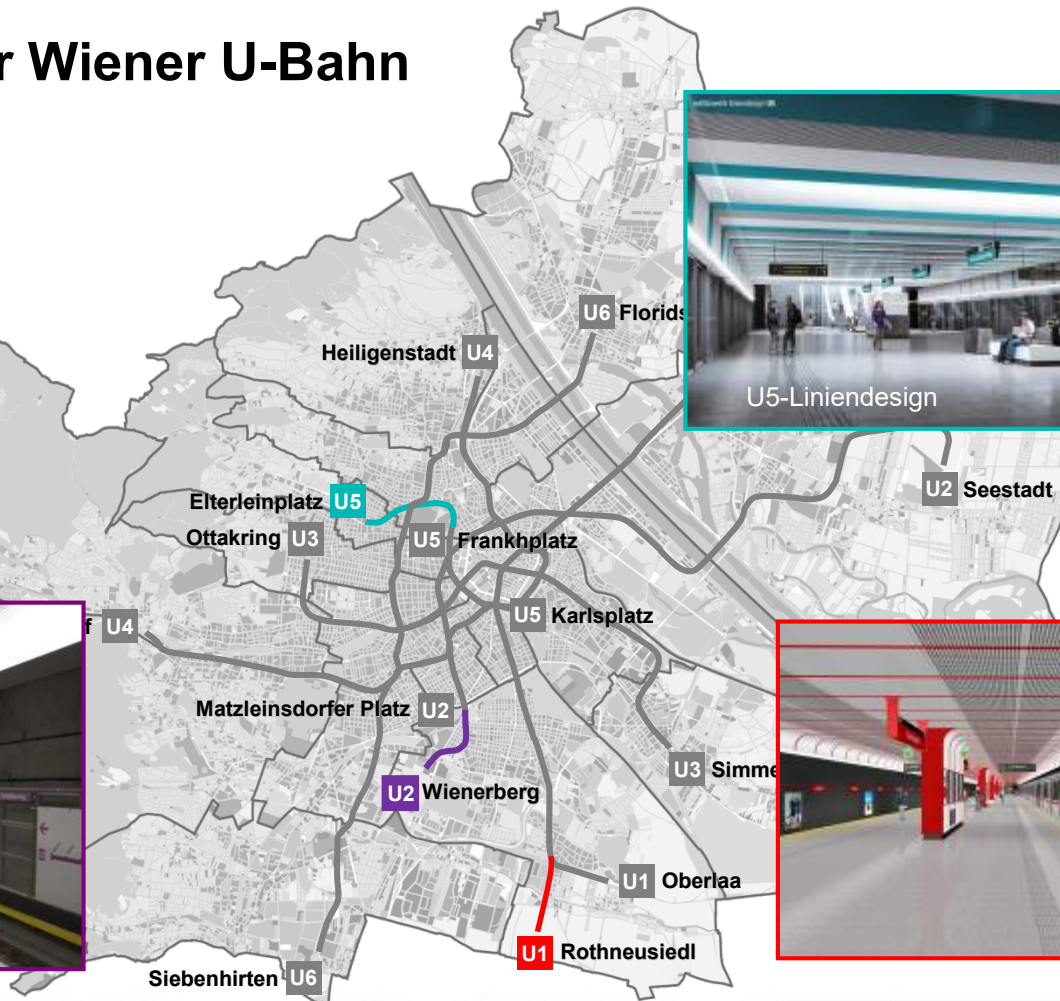 r Wiener U-Bahn
U6 Florids
Heiligenstadt U4
U5-Liniendesign
Elterleinplatz U5
U2 Seestadt
Ottakring U3
U5 Frankhplatz
U5 Karlsplatz
f U4
Matzleinsdorfer Platz U2
U3 Simme
U2 Wienerberg
U1 Oberlaa
U1 Rothneusiedl
Siebenhirten U6